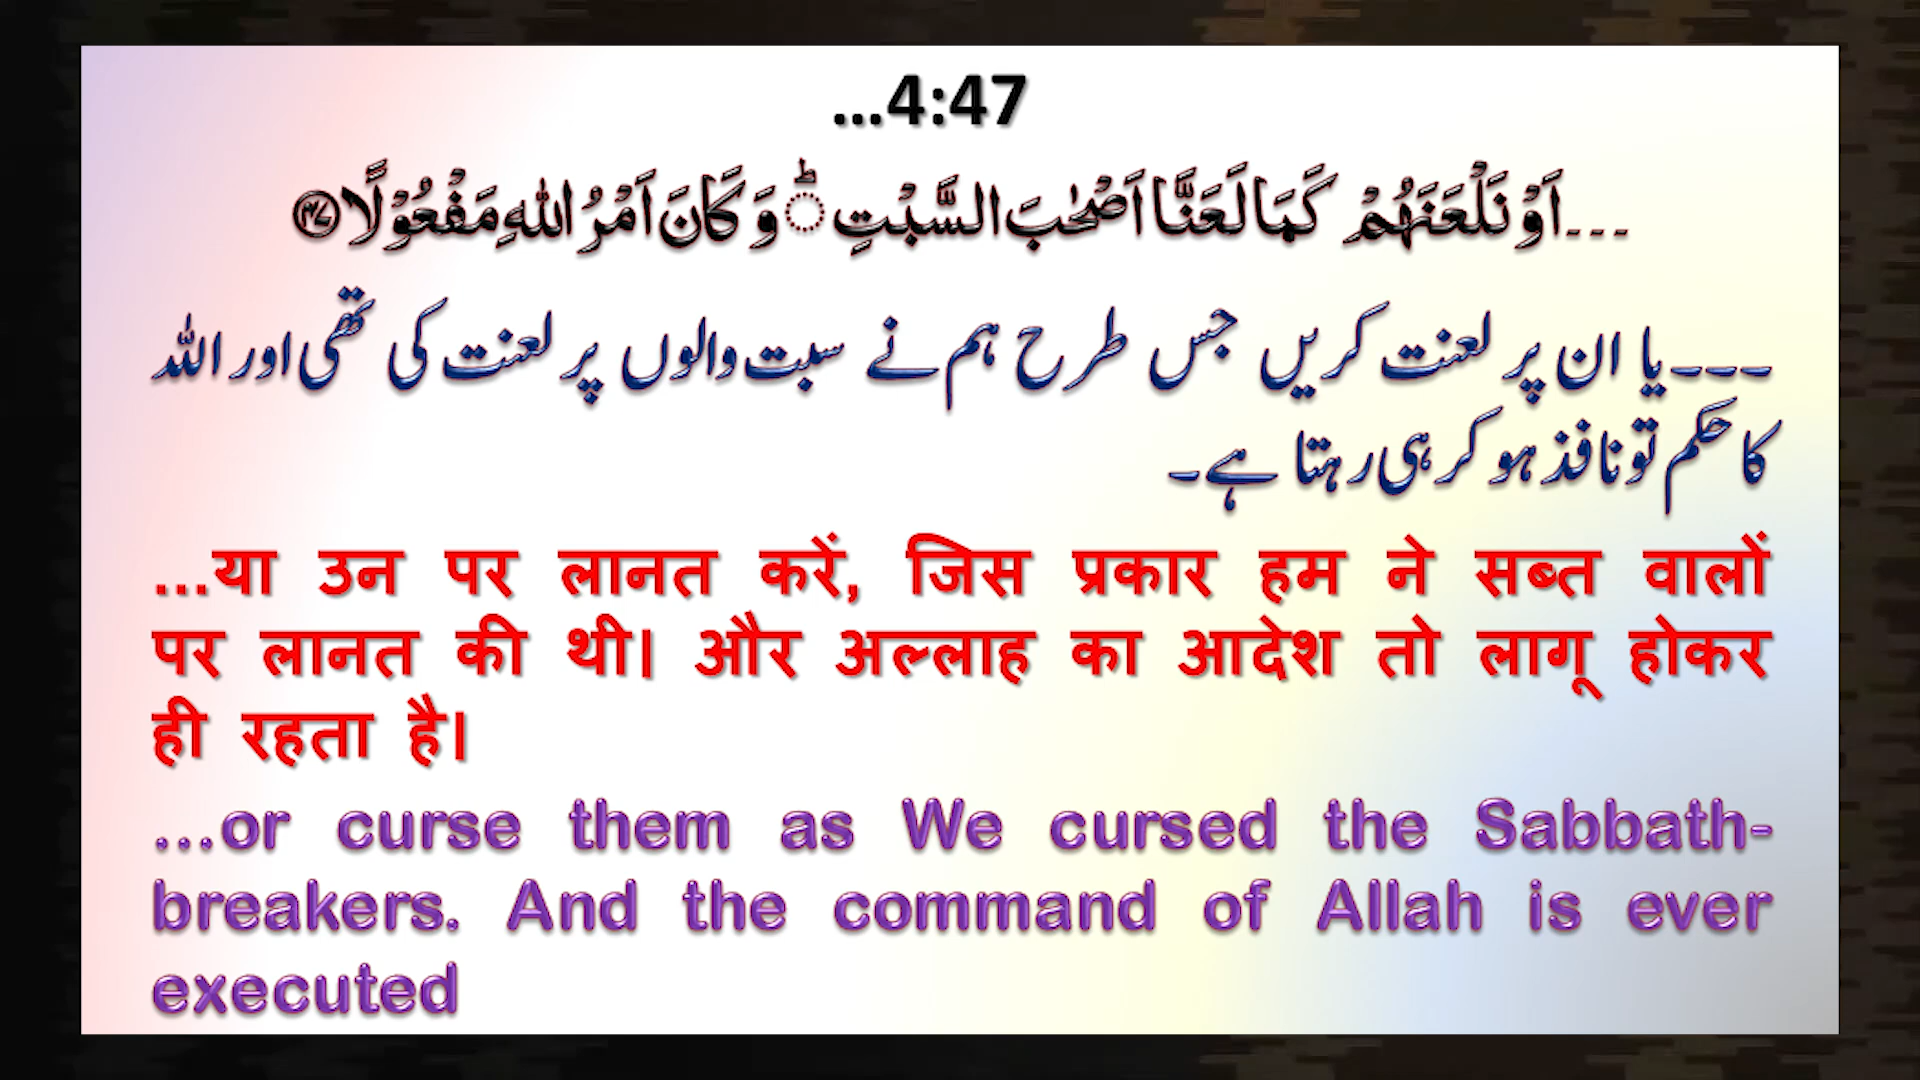 ...4:47
۔۔۔اَوْ نَلْعَنَهُمْ كَمَا لَعَنَّاۤ اَصْحٰبَ السَّبْتِ ؕ وَ كَانَ اَمْرُ اللّٰهِ مَفْعُوْلًا ﴿۴۷﴾
۔۔۔یا ان پر لعنت کریں جس طرح ہم نے سبت والوں پر لعنت کی تھی اور اللہ
کا حکم تو نافذ ہو کر ہی رہتا ہے۔
...या उन पर लानत करें, जिस प्रकार हम ने सब्त वालों
पर लानत की थी। और अल्लाह का आदेश तो लागू होकर
ही रहता है।
...or curse them as We cursed the Sabbath-
breakers. And the command of Allah is ever
executed